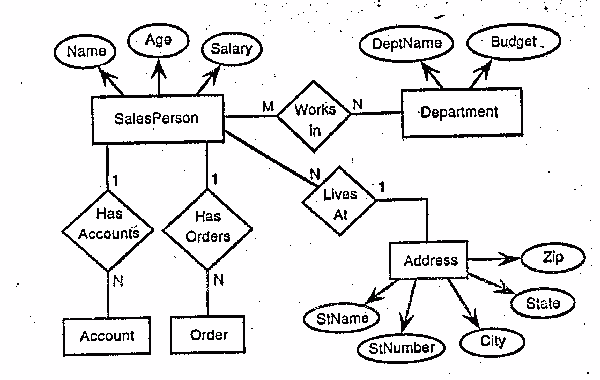 Name
Age
Salary
DeptName
Budget
SalesPerson
M
Works
In
N
Department
N
Lives
At
1
1
Has
Accounts
N
1
Has
Orders
N
Address
Zip
State
City
StNumber
StName
Account
Order